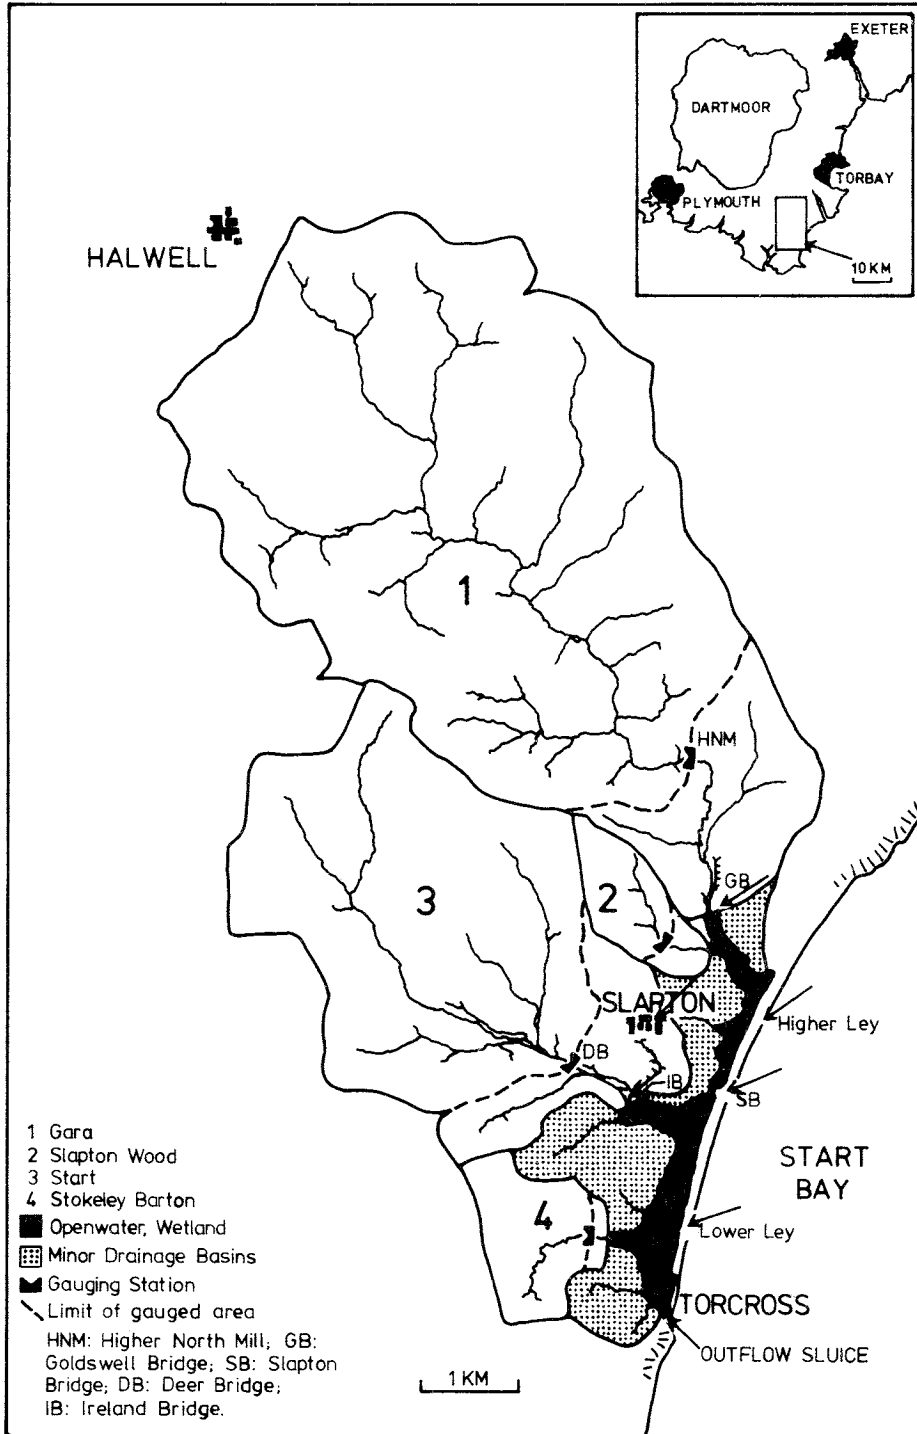 EXETER
DARTMOOR
TORBAY
PLYMOUTH
10 KM
HALWELL
1
HNM
GB
2
3
SLAPTON
Higher Ley
DB
IB
SB
START
BAY
4
Lower Ley
TORCROSS
OUTFLOW SLUICE
1 KM
1 Gara
2 Slapton Wood
3 Start
4 Stokeley Barton
Openwater, Wetland
Minor Drainage Basins
Gauging Station
Limit of gauged area
HNM: Higher North Mill; GB:
Goldswell Bridge; SB: Slapton
Bridge; DB: Deer Bridge;
IB: Ireland Bridge.